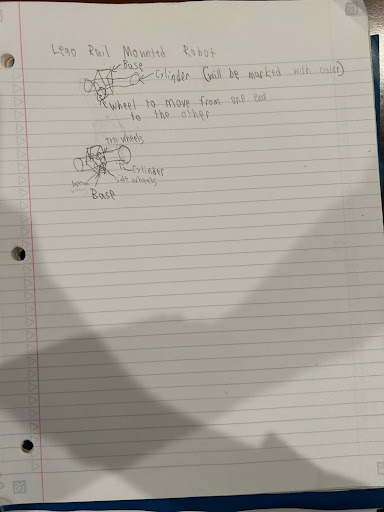 Lego Rail Mounted Robot
Base
Cylinder (will be marked with color)
Wheel to move from one end
to the other
Top Wheels
Cylinder
Side Wheels
Base